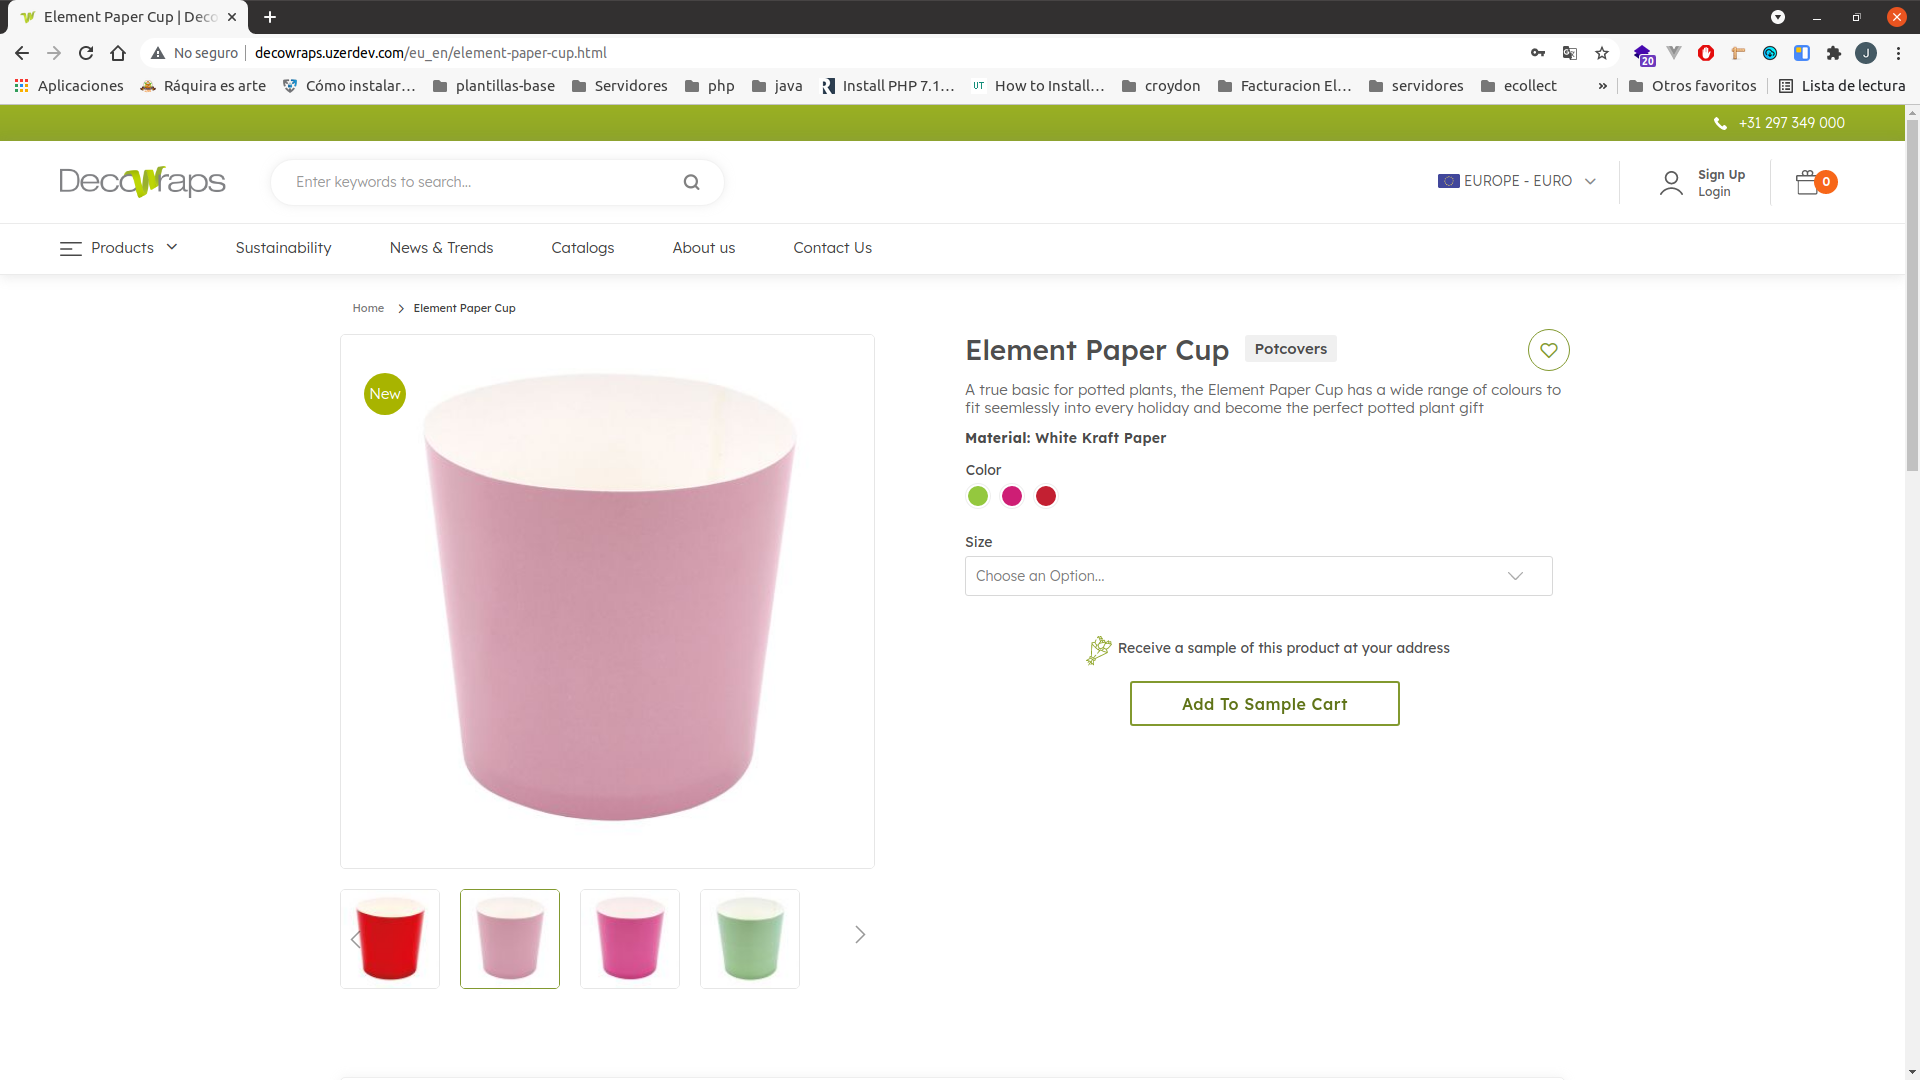 Element Paper Cup | Deco
No seguro
decowraps.uzerdev.com/eu_en/element-paper-cup.html
20
J
Aplicaciones
Ráquira es arte
Cómo instalar…
plantillas-base
Servidores
php
java
Install PHP 7.1…
UT
How to Install…
croydon
Facturacion El…
servidores
ecollect
»
Otros favoritos
Lista de lectura
+31 297 349 000
DecoWraps
Enter keywords to search...
EUROPE - EURO
Sign Up
Login
0
Products
Sustainability
News & Trends
Catalogs
About us
Contact Us
Home
Element Paper Cup
New
Element Paper Cup
Potcovers
A true basic for potted plants, the Element Paper Cup has a wide range of colours to
fit seemlessly into every holiday and become the perfect potted plant gift
Material: White Kraft Paper
Color
Size
Choose an Option...
Receive a sample of this product at your address
Add To Sample Cart